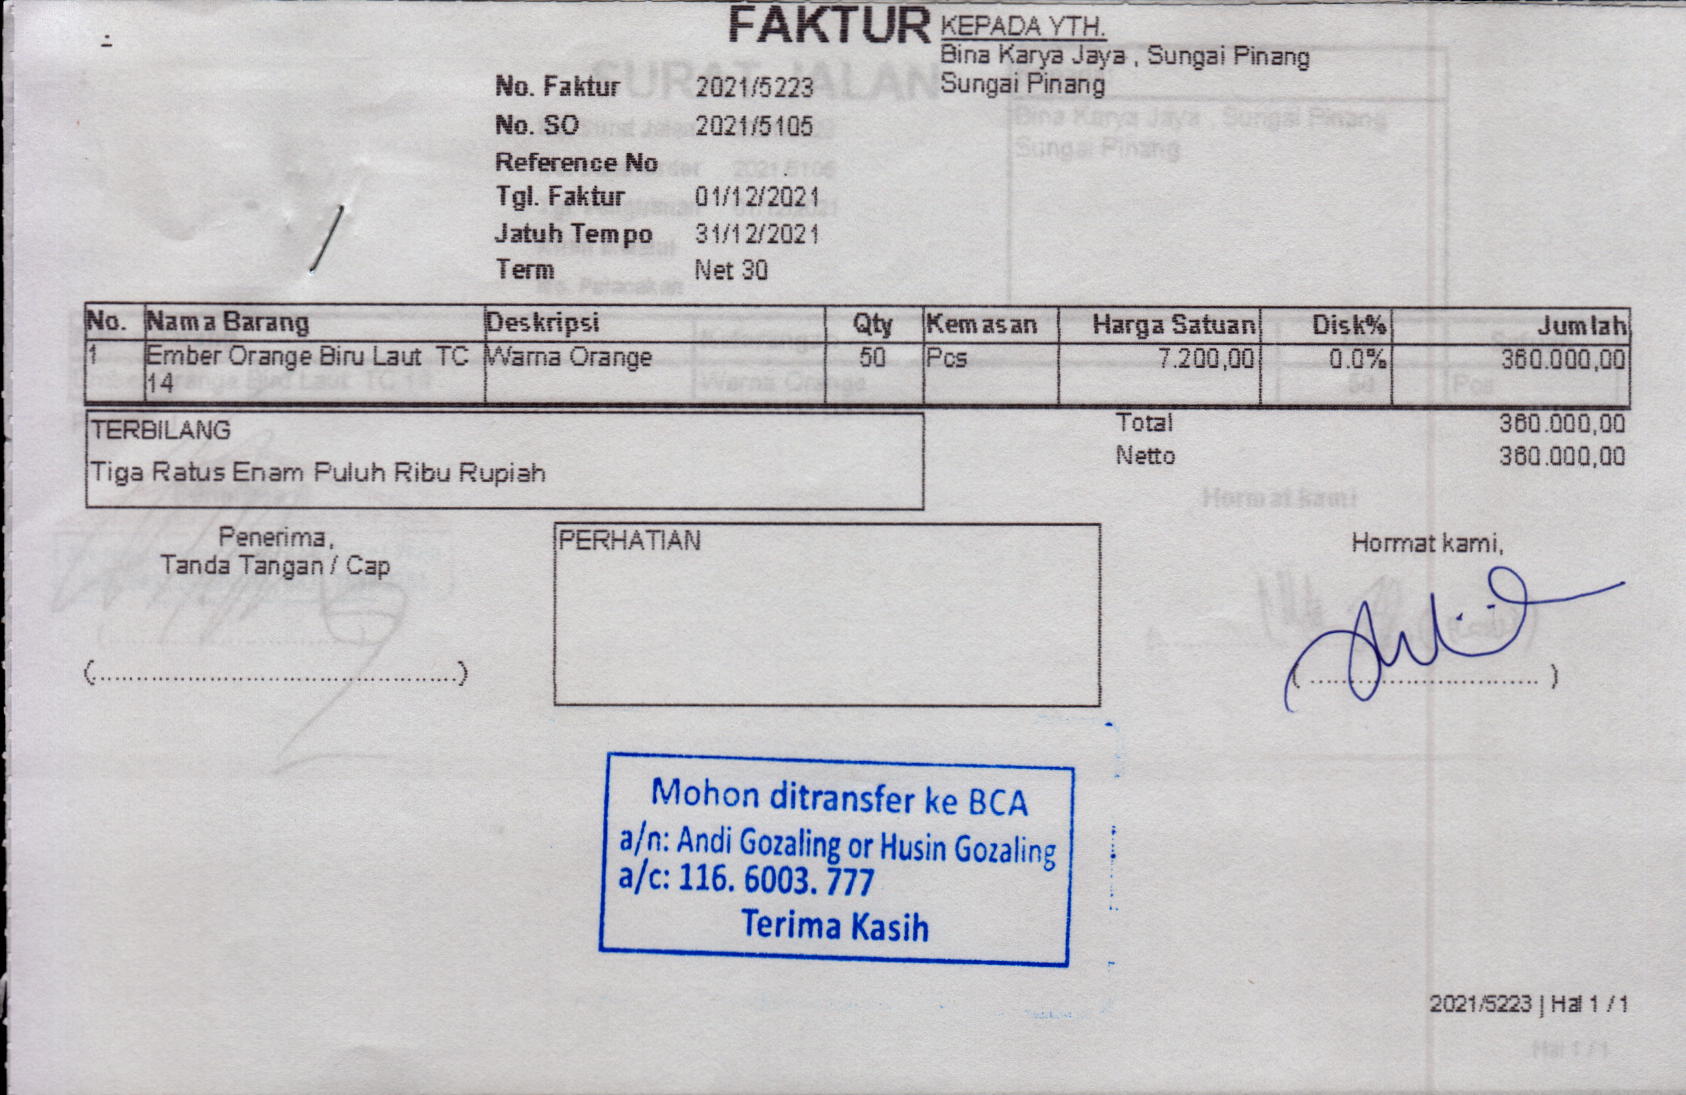 FAKTUR
KEPADA YTH.
Bina Karya Jaya , Sungai Pinang
Sungai Pinang
No. Faktur 2021/5223
No. SO 2021/5105
Reference No
Tgl. Faktur 01/12/2021
Jatuh Tempo 31/12/2021
Term Net 30
No. Nama Barang Deskripsi Qty Kemasan Harga Satuan Disk% Jumlah
1 Ember Orange Biru Laut TC Warna Orange 50 Pcs 7.200,00 0.0% 360.000,00
14
Total 360.000,00
Netto 360.000,00
TERBILANG
Tiga Ratus Enam Puluh Ribu Rupiah
Penerima,
Tanda Tangan / Cap
(..................................................)
PERHATIAN
Hormat kami,
(................................)
Mohon ditransfer ke BCA
a/n: Andi Gozaling or Husin Gozaling
a/c: 116. 6003. 777
Terima Kasih
2021/5223 | Hal 1 / 1